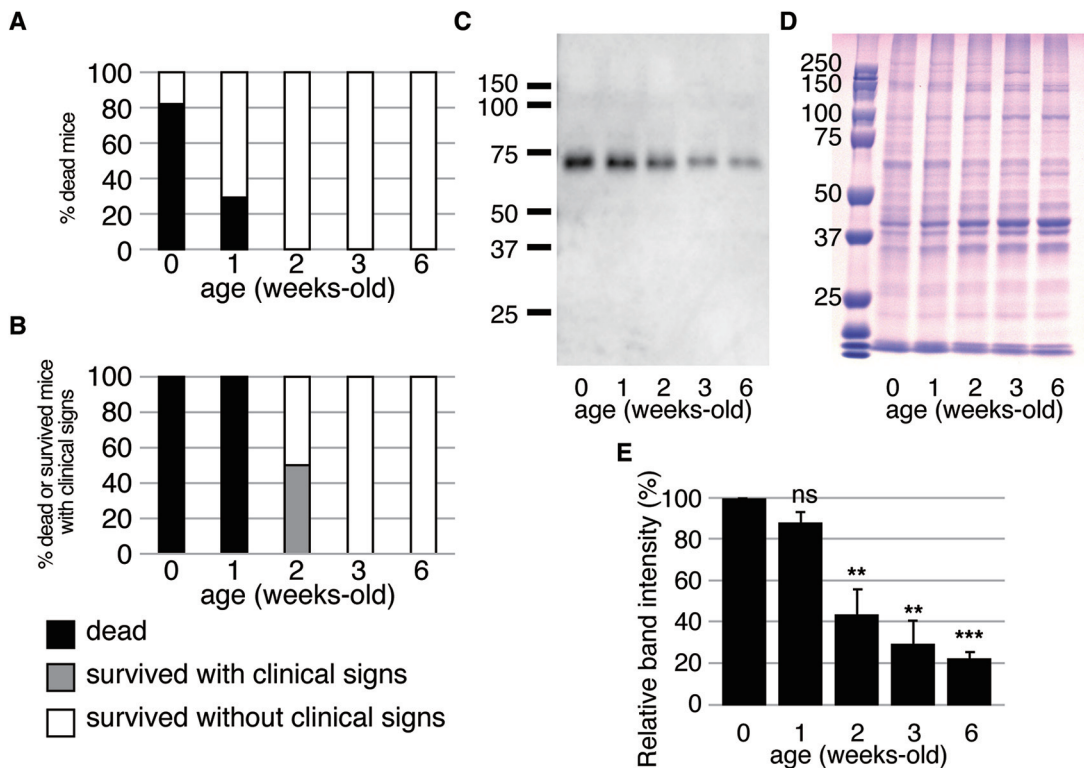 A
100
80
60
40
20
0
% dead mice
0 1 2 3 6
age (weeks-old)
B
100
80
60
40
20
0
% dead or survived mice
with clinical signs
0 1 2 3 6
age (weeks-old)
dead
survived with clinical signs
survived without clinical signs
C
150
100
75
50
37
25
0 1 2 3 6
age (weeks-old)
D
250
150
100
75
50
37
25
0 1 2 3 6
age (weeks-old)
E
Relative band intensity (%)
100
80
60
40
20
0
ns
**
**
***
0 1 2 3 6
age (weeks-old)